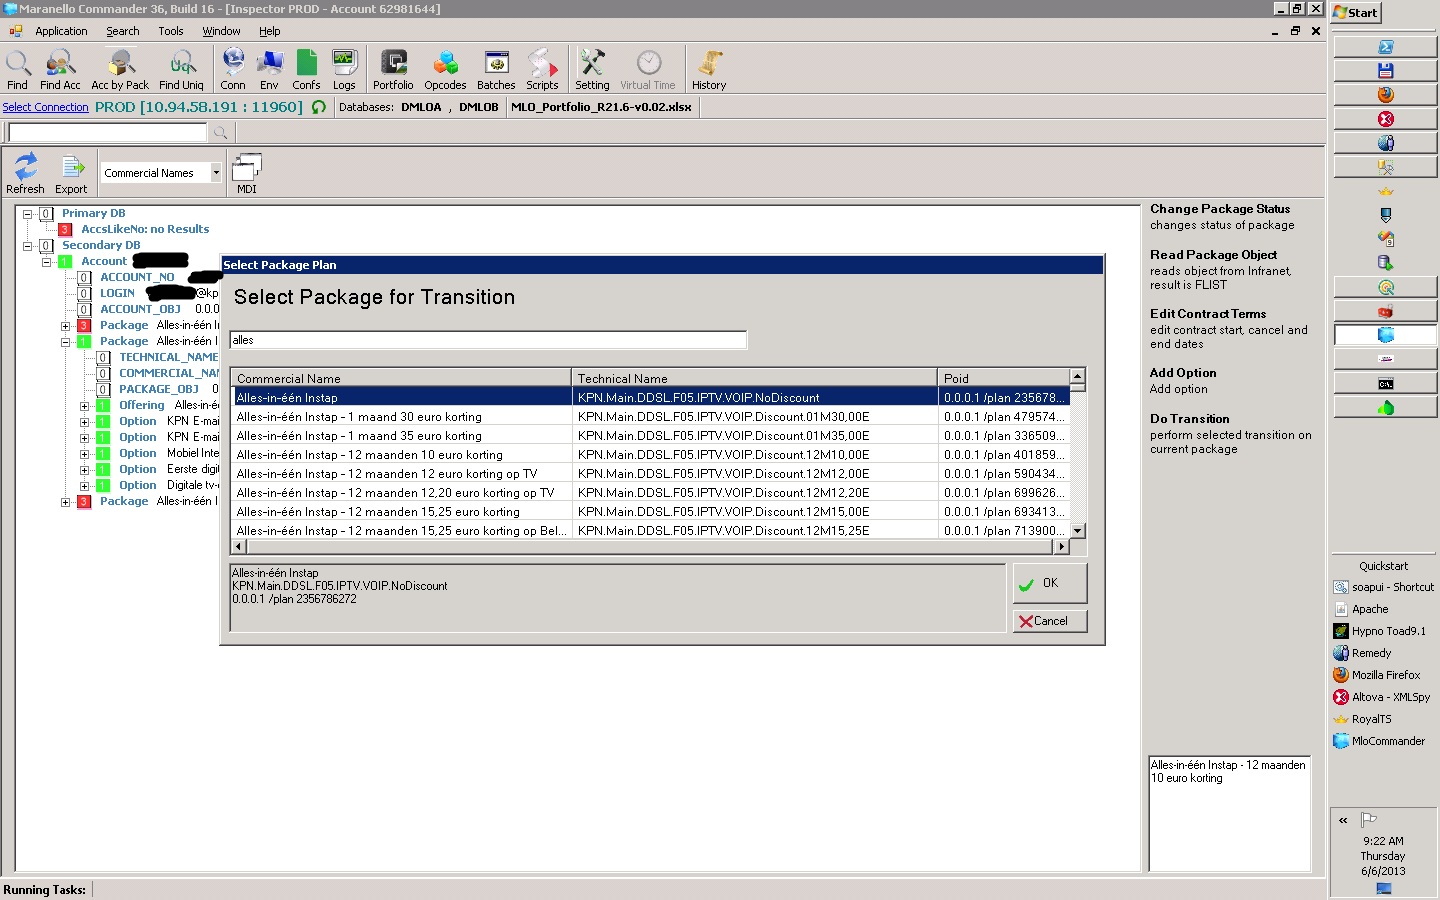 Maranello Commander 36, Build 16 - [Inspector PROD - Account 62981644]
Start
Application Search Tools Window Help
Find Find Acc Acc by Pack Find Uniq Conn Env Confs Logs Portfolio Opcodes Batches Scripts Setting Virtual Time History
Select Connection PROD [10.94.58.191 : 11960] Databases: DMLOA , DMLOB MLO_Portfolio_R21.6-v0.02.xlsx
Refresh Export Commercial Names MDI
0 Primary DB
3 AccsLikeNo: no Results
0 Secondary DB
1 Account
0 ACCOUNT_NO
0 LOGIN @kp
0 ACCOUNT_OBJ 0.0.0
3 Package Alles-in-één I
1 Package Alles-in-één I
0 TECHNICAL_NAME
0 COMMERCIAL_NA
0 PACKAGE_OBJ 0
1 Offering Alles-in-é
1 Option KPN E-mai
1 Option KPN E-mai
1 Option Mobiel Inte
1 Option Eerste digi
1 Option Digitale tv-
3 Package Alles-in-één I
Select Package Plan
Select Package for Transition
alles
Commercial Name Technical Name Poid
Alles-in-één Instap KPN.Main.DDSL.F05.IPTV.VOIP.NoDiscount 0.0.0.1 /plan 235678...
Alles-in-één Instap - 1 maand 30 euro korting KPN.Main.DDSL.F05.IPTV.VOIP.Discount.01M30,00E 0.0.0.1 /plan 479574...
Alles-in-één Instap - 1 maand 35 euro korting KPN.Main.DDSL.F05.IPTV.VOIP.Discount.01M35,00E 0.0.0.1 /plan 336509...
Alles-in-één Instap - 12 maanden 10 euro korting KPN.Main.DDSL.F05.IPTV.VOIP.Discount.12M10,00E 0.0.0.1 /plan 401859...
Alles-in-één Instap - 12 maanden 12 euro korting op TV KPN.Main.DDSL.F05.IPTV.VOIP.Discount.12M12,00E 0.0.0.1 /plan 590434...
Alles-in-één Instap - 12 maanden 12,20 euro korting op TV KPN.Main.DDSL.F05.IPTV.VOIP.Discount.12M12,20E 0.0.0.1 /plan 699626...
Alles-in-één Instap - 12 maanden 15,25 euro korting KPN.Main.DDSL.F05.IPTV.VOIP.Discount.12M15,00E 0.0.0.1 /plan 693413...
Alles-in-één Instap - 12 maanden 15,25 euro korting op Bel... KPN.Main.DDSL.F05.IPTV.VOIP.Discount.12M15,25E 0.0.0.1 /plan 713900...
Alles-in-één Instap
KPN.Main.DDSL.F05.IPTV.VOIP.NoDiscount
0.0.0.1 /plan 2356786272
OK
Cancel
Change Package Status
changes status of package
Read Package Object
reads object from Infranet,
result is FLIST
Edit Contract Terms
edit contract start, cancel and
end dates
Add Option
Add option
Do Transition
perform selected transition on
current package
Alles-in-één Instap - 12 maanden
10 euro korting
Quickstart
soapui - Shortcut
Apache
Hypno Toad9.1
Remedy
Mozilla Firefox
Altova - XMLSpy
RoyalTS
MloCommander
«
9:22 AM
Thursday
6/6/2013
Running Tasks: